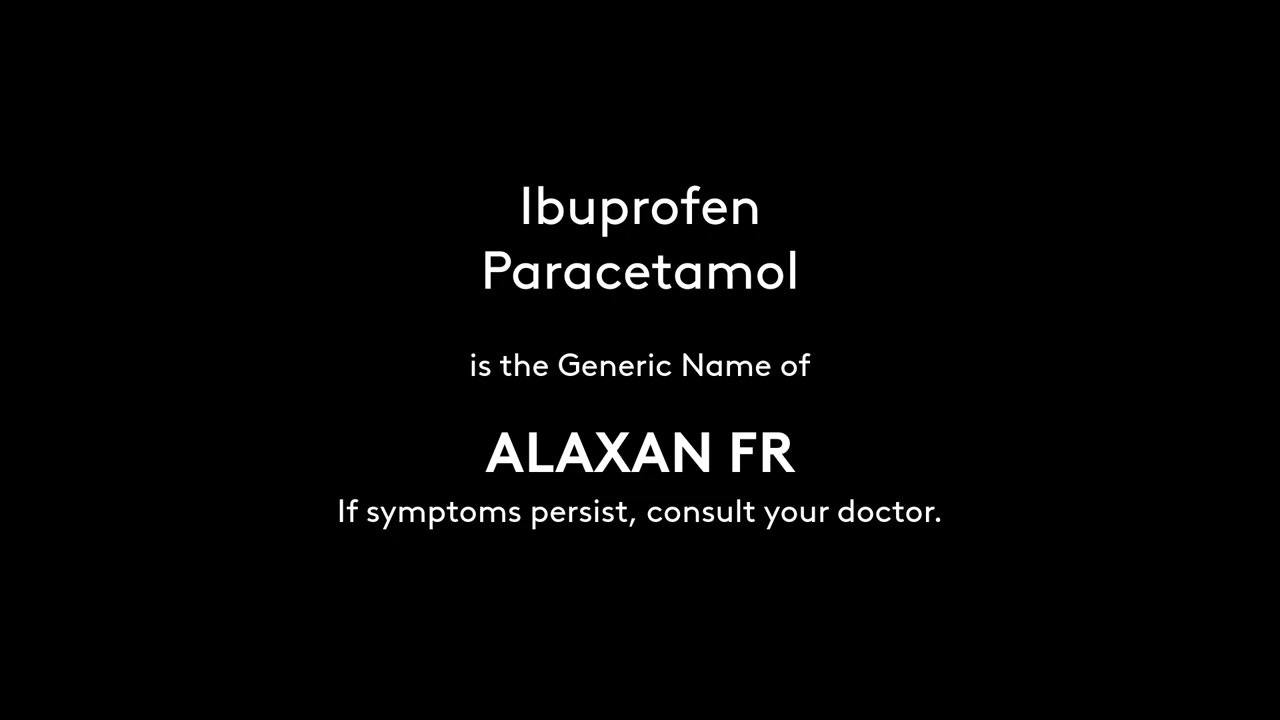 Ibuprofen
Paracetamol
is the Generic Name of
ALAXAN FR
If symptoms persist, consult your doctor.